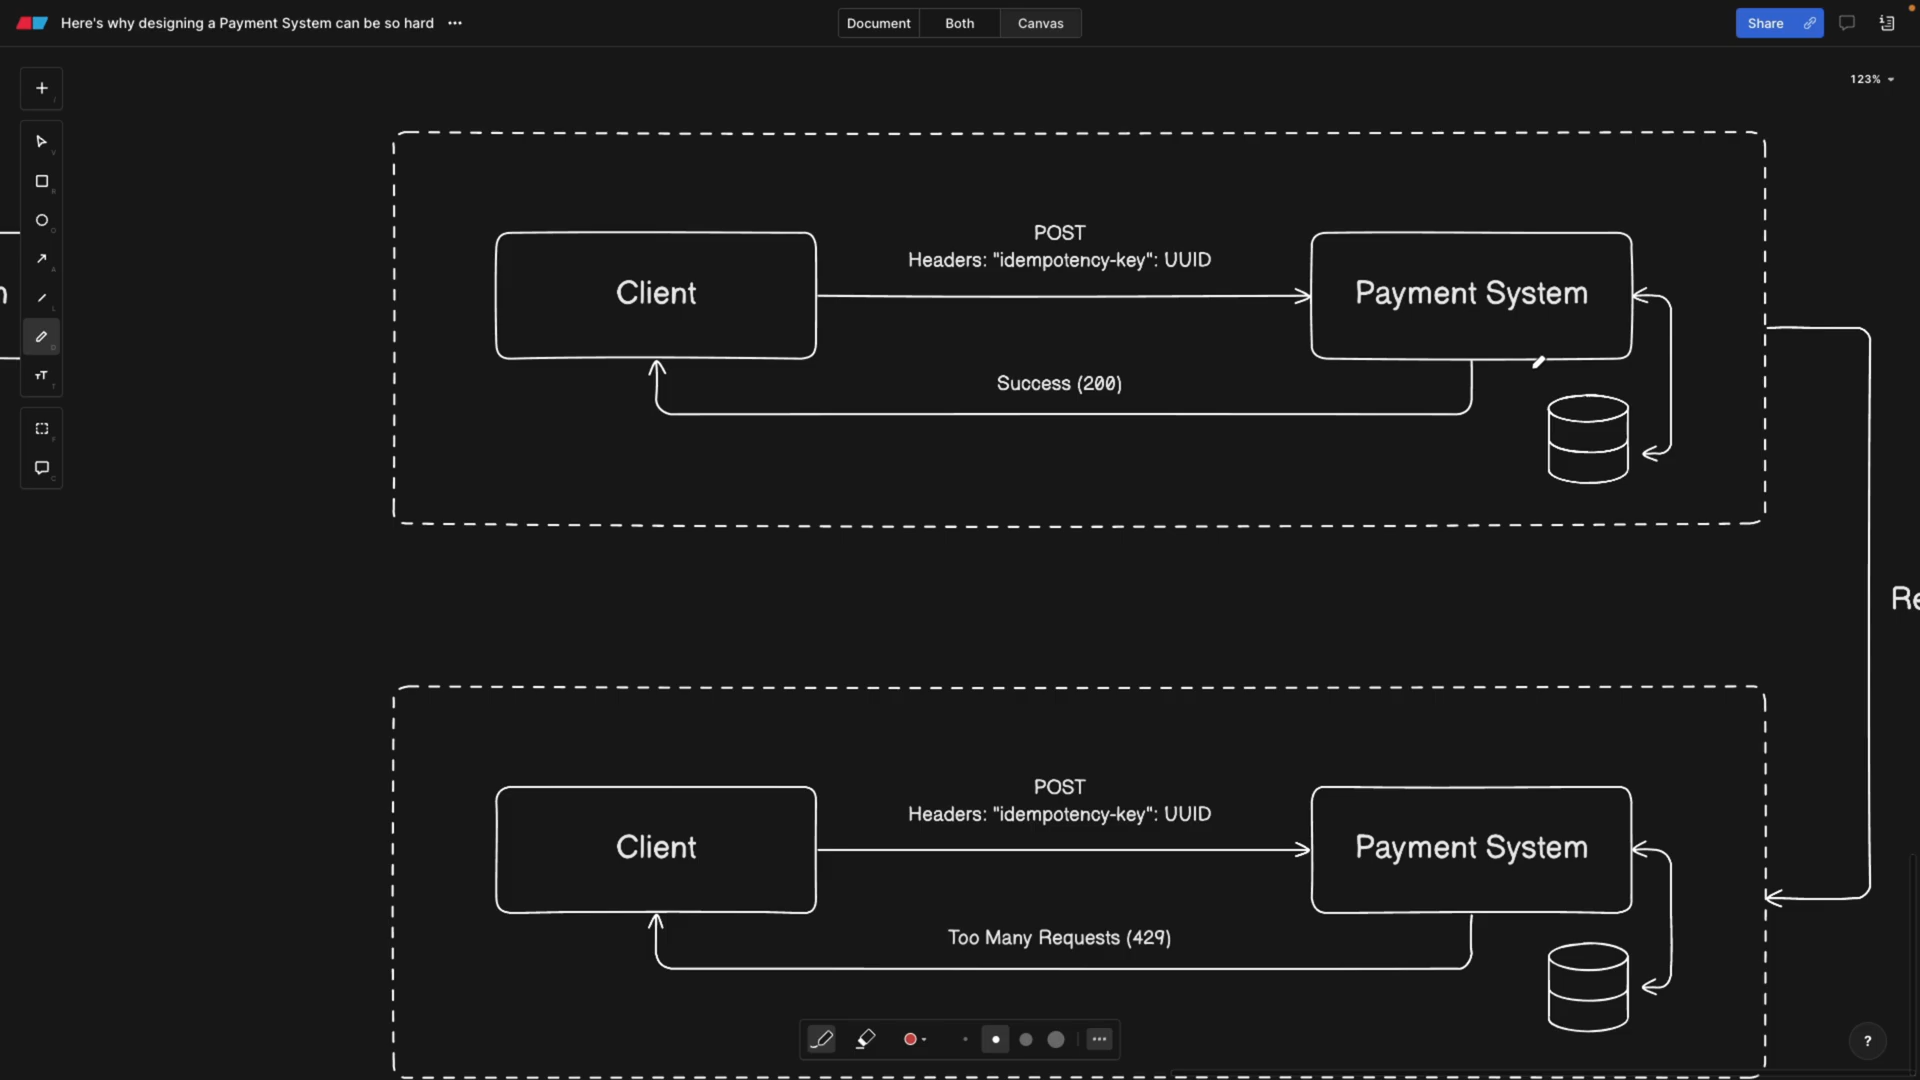 Here's why designing a Payment System can be so hard
Document
Both
Canvas
Share
123%
POST
Headers: "idempotency-key": UUID
Client
Payment System
Success (200)
Re
POST
Headers: "idempotency-key": UUID
Client
Payment System
Too Many Requests (429)
?